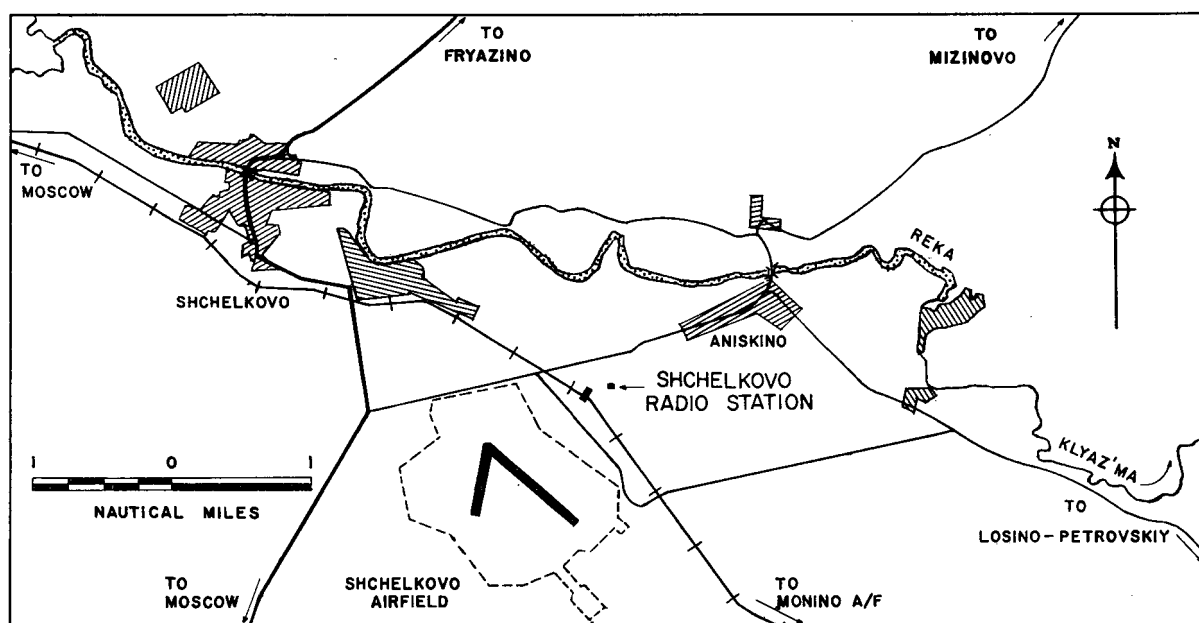 TO
FRYAZINO
TO
MIZINOVO
TO
MOSCOW
N
REKA
SHCHELKOVO
ANISKINO
SHCHELKOVO
RADIO STATION
1 0 1
NAUTICAL MILES
KLYAZ'MA
TO
LOSINO-PETROVSKIY
TO
MOSCOW
SHCHELKOVO
AIRFIELD
TO
MONINO A/F